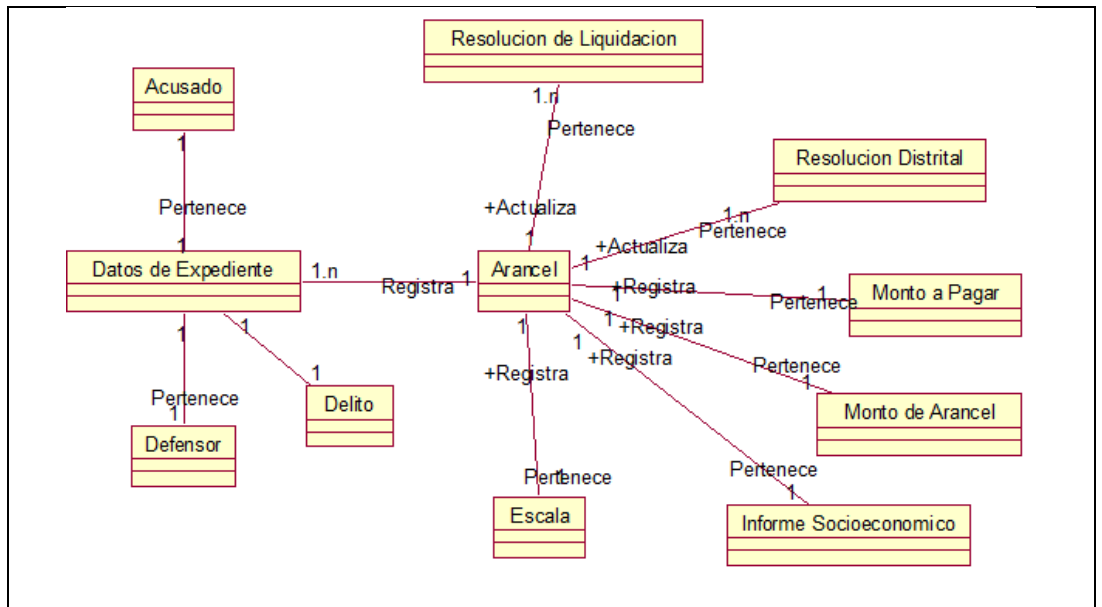 Resolucion de Liquidacion
Acusado
1.n
1
Pertenece
Resolucion Distrital
Pertenece
1.n
+Actualiza
Pertenece
1
1
+Actualiza
Datos de Expediente
1.n
Registra
1
Arancel
1
+Registra
1
1
Pertenece
Monto a Pagar
1
1
1
1
+Registra
1
+Registra
+Registra
Pertenece
1
Pertenece
1
1
Delito
Monto de Arancel
Defensor
Pertenece
1
Pertenece
1
Escala
Informe Socioeconomico